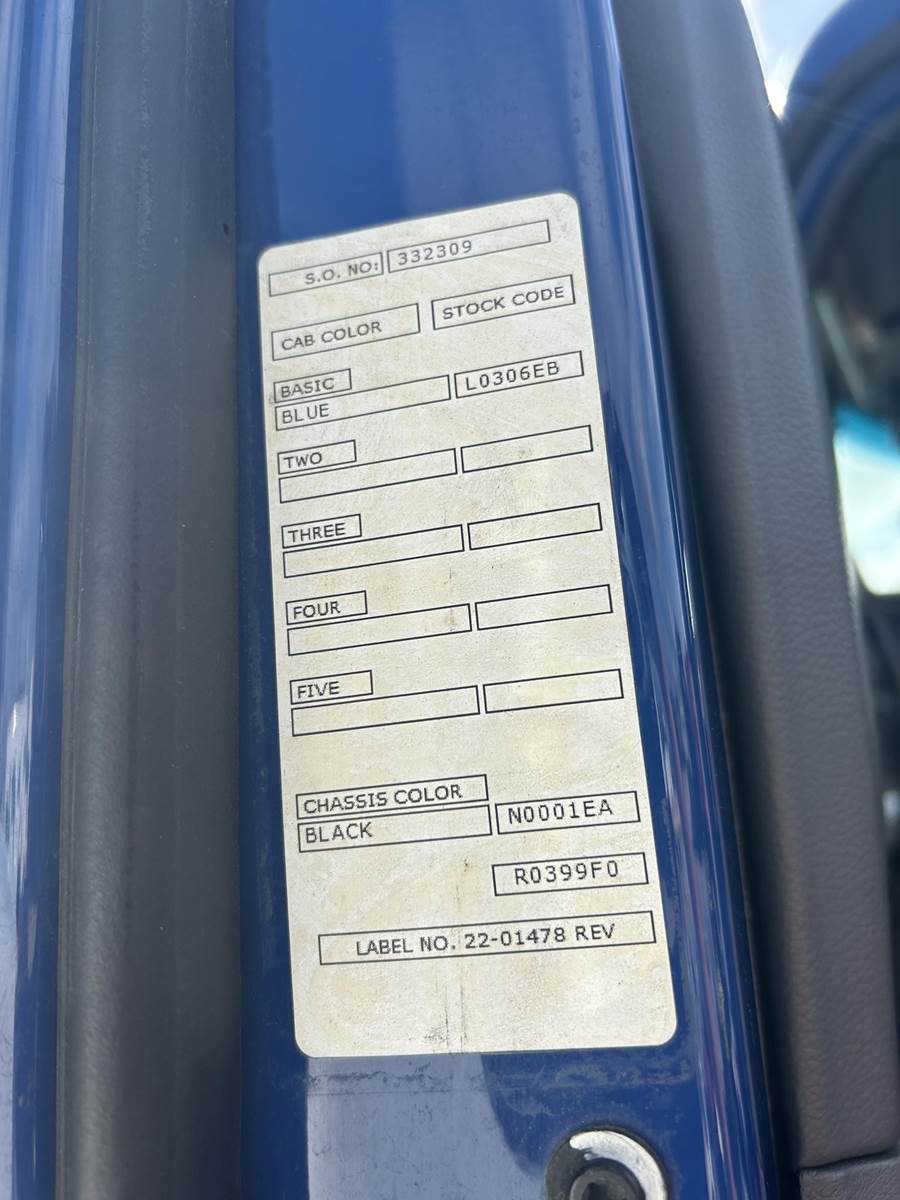 S.O. NO: 332309
CAB COLOR STOCK CODE
BASIC
BLUE L0306EB
TWO
THREE
FOUR
FIVE
CHASSIS COLOR
BLACK N0001EA
R0399F0
LABEL NO. 22-01478 REV